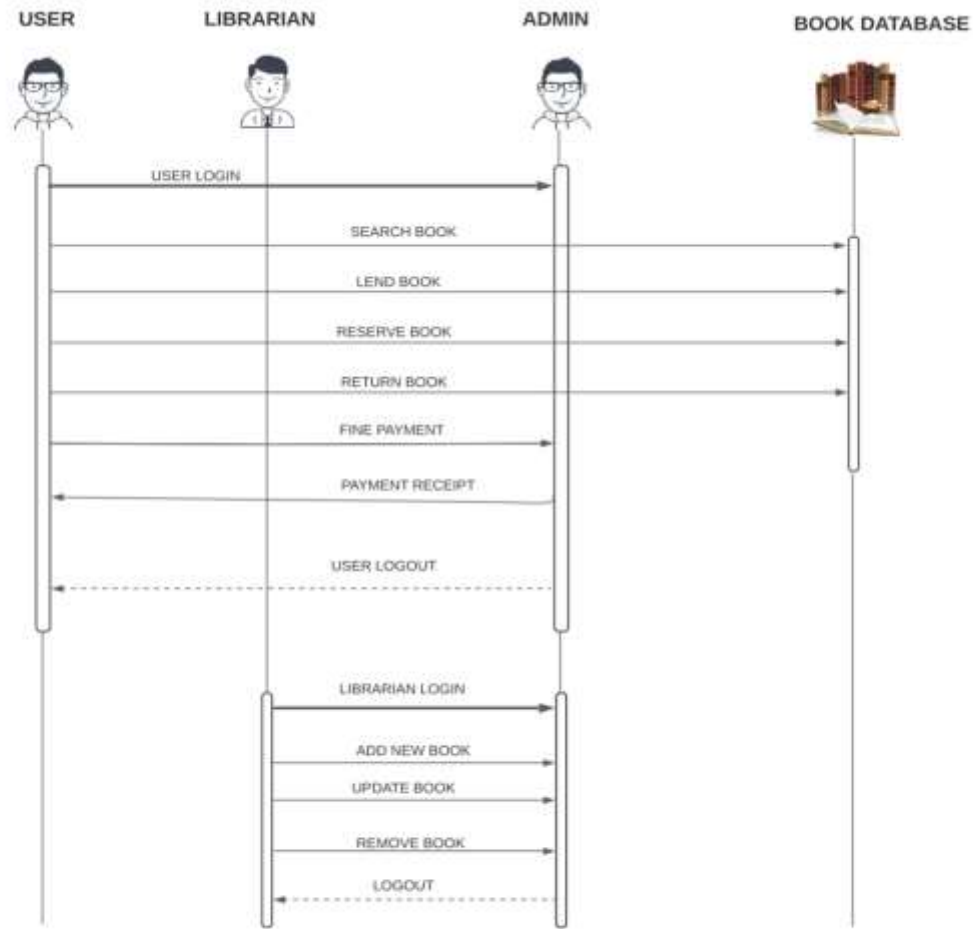 USER
LIBRARIAN
ADMIN
BOOK DATABASE
USER LOGIN
SEARCH BOOK
LEND BOOK
RESERVE BOOK
RETURN BOOK
FINE PAYMENT
PAYMENT RECEIPT
USER LOGOUT
LIBRARIAN LOGIN
ADD NEW BOOK
UPDATE BOOK
REMOVE BOOK
LOGOUT